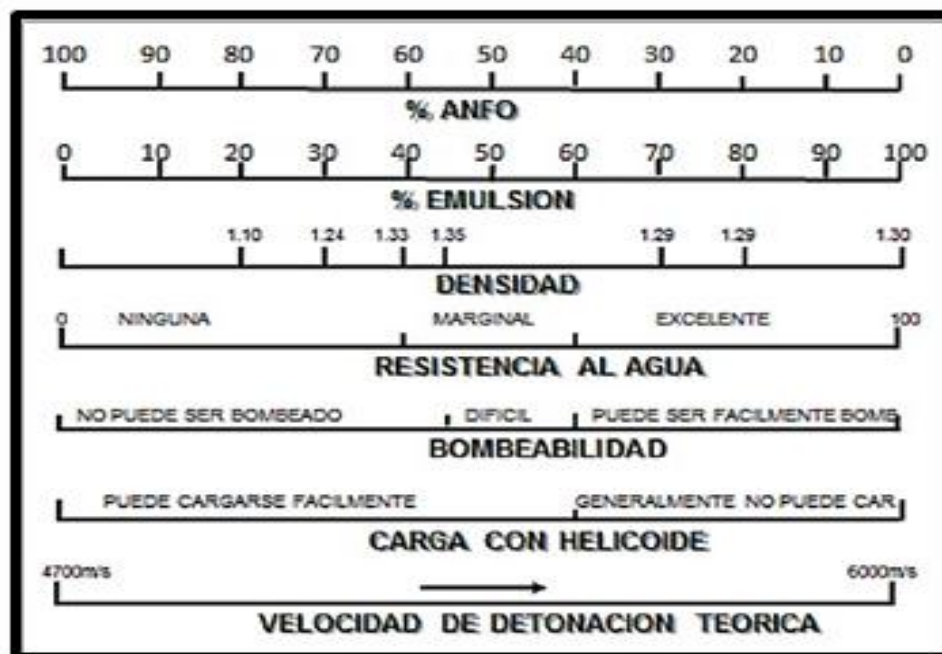 100 90 80 70 60 50 40 30 20 10 0
% ANFO
0 10 20 30 40 50 60 70 80 90 100
% EMULSION
1.10 1.24 1.33 1.35 1.29 1.29 1.30
DENSIDAD
0 NINGUNA MARGINAL EXCELENTE 100
RESISTENCIA AL AGUA
NO PUEDE SER BOMBEADO DIFICIL PUEDE SER FACILMENTE BOMB
BOMBEABILIDAD
PUEDE CARGARSE FACILMENTE GENERALMENTE NO PUEDE CAR
CARGA CON HELICOIDE
4700m/s 6000m/s
VELOCIDAD DE DETONACION TEORICA